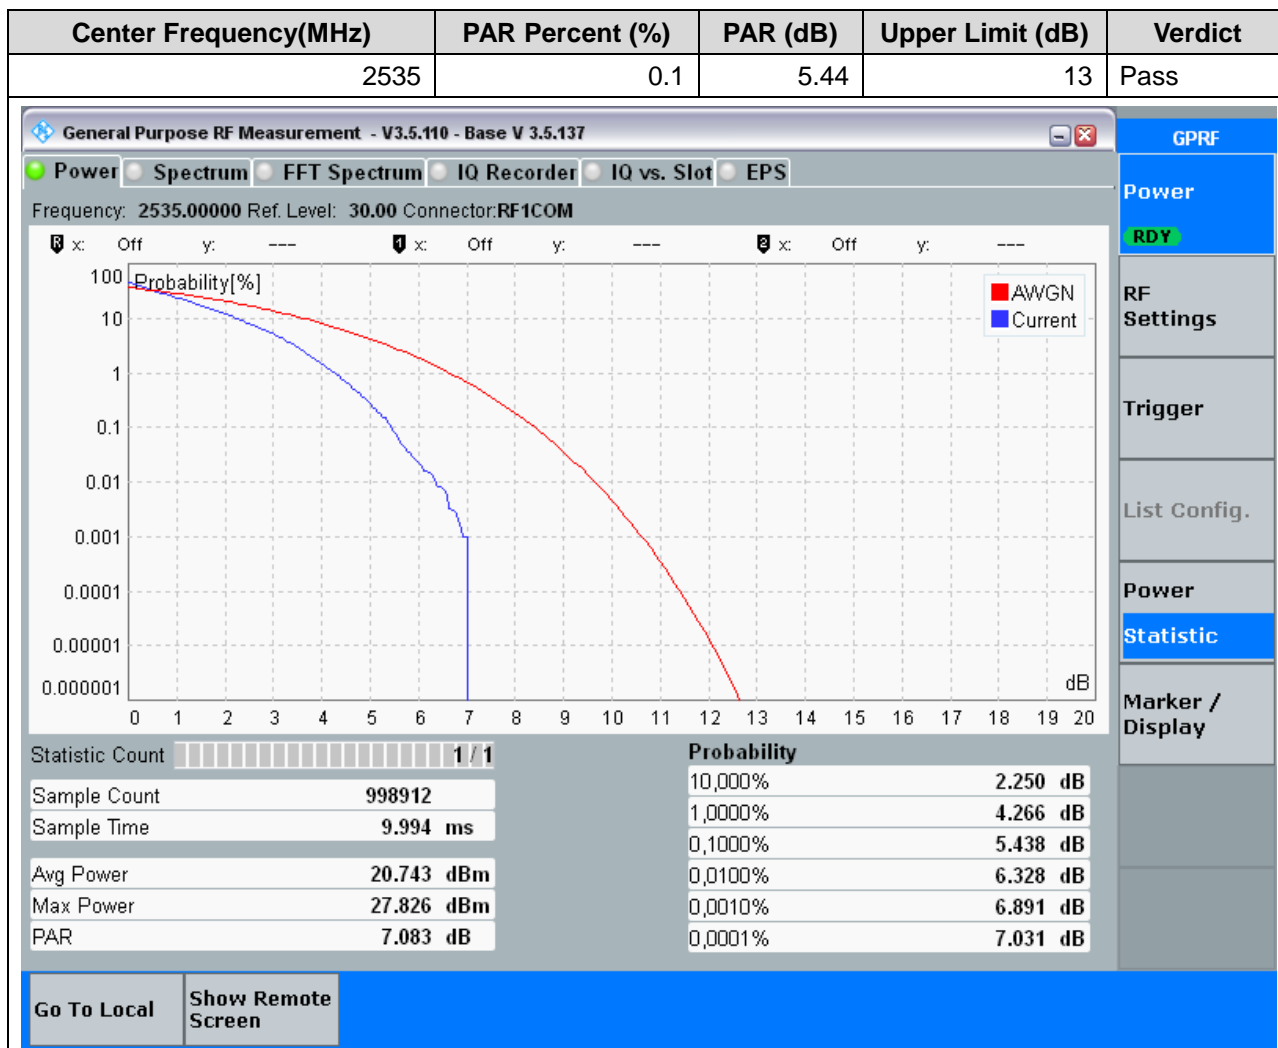 Center Frequency(MHz) PAR Percent (%) PAR (dB) Upper Limit (dB) Verdict
2535 0.1 5.44 13 Pass
General Purpose RF Measurement - V3.5.110 - Base V 3.5.137
GPRF
Power Spectrum FFT Spectrum IQ Recorder IQ vs. Slot EPS
Frequency: 2535.00000 Ref. Level: 30.00 Connector:RF1COM
R x: Off y: --- 1 x: Off y: --- 2 x: Off y: ---
Probability[%]
AWGN
Current
100
10
1
0.1
0.01
0.001
0.0001
0.00001
0.000001
dB
0 1 2 3 4 5 6 7 8 9 10 11 12 13 14 15 16 17 18 19 20
Statistic Count 1 / 1
Sample Count 998912
Sample Time 9.994 ms
Avg Power 20.743 dBm
Max Power 27.826 dBm
PAR 7.083 dB
Probability
10,000% 2.250 dB
1,0000% 4.266 dB
0,1000% 5.438 dB
0,0100% 6.328 dB
0,0010% 6.891 dB
0,0001% 7.031 dB
Power
RDY
RF
Settings
Trigger
List Config.
Power
Statistic
Marker /
Display
Go To Local
Show Remote
Screen